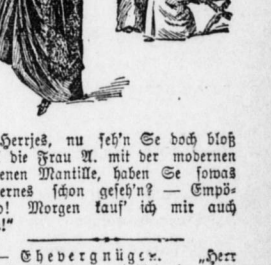 Herrjes, nu seh'n Se doch bloß
die Frau A. mit der modernen
enen Mantille, haben Se sowas
ernes schon geseh'n? — Empö-
o! Morgen kauf' ich mir auch
!"
— Ehevergnügen. „Herr